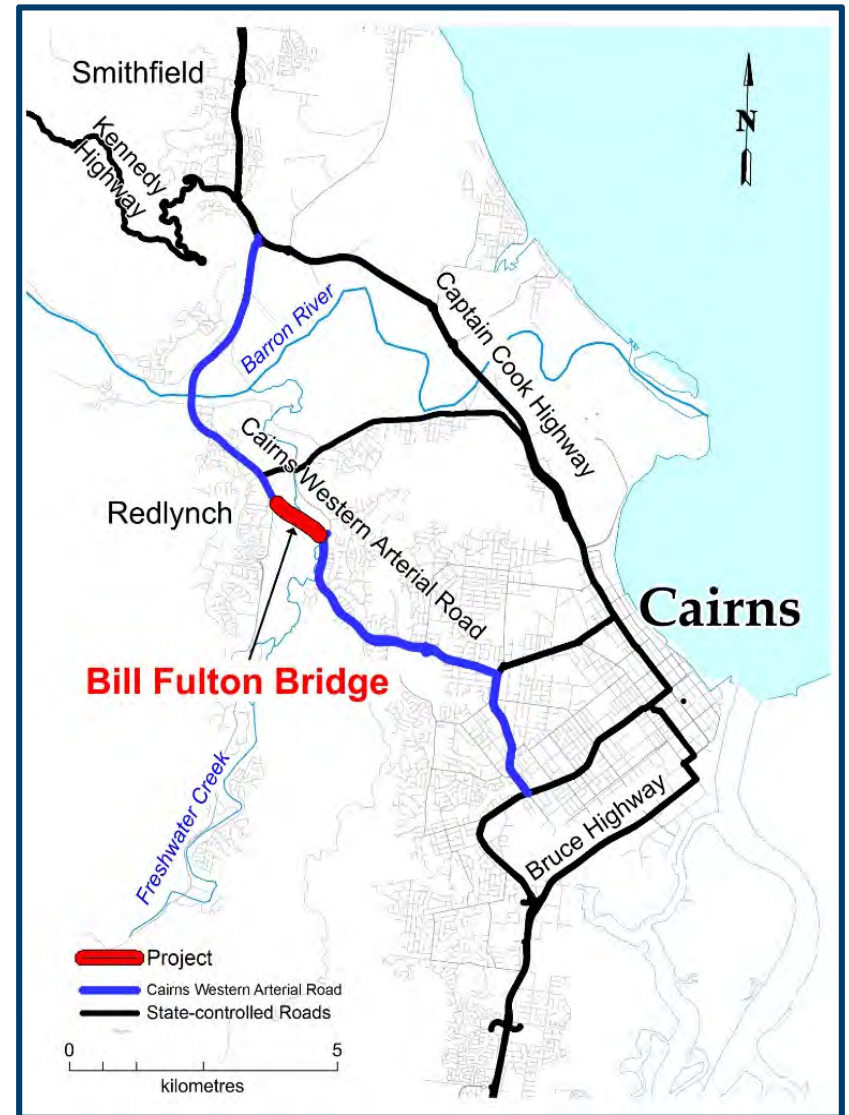 Smithfield
Kennedy
Highway
N
Barron River
Captain Cook Highway
Cairns Western Arterial Road
Redlynch
Cairns
Bill Fulton Bridge
Freshwater Creek
Bruce Highway
Project
Cairns Western Arterial Road
State-controlled Roads
0 5
kilometres